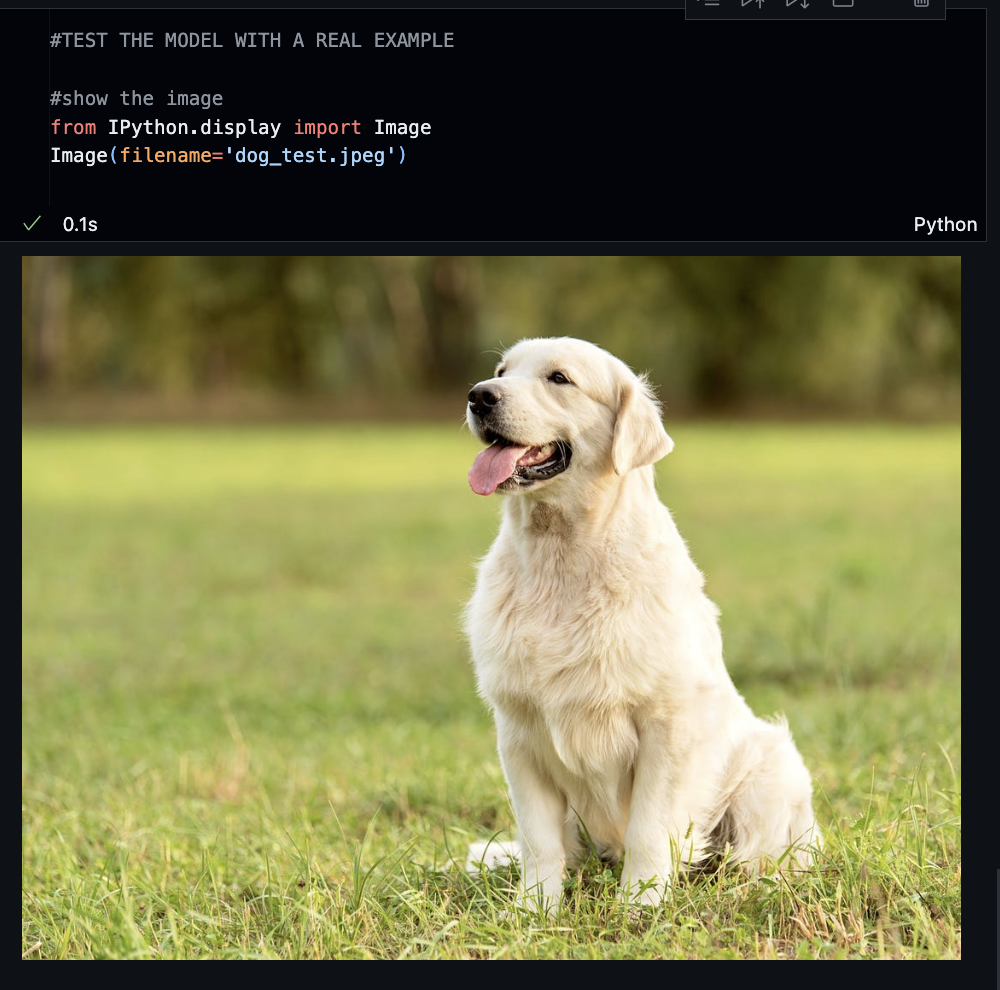 #TEST THE MODEL WITH A REAL EXAMPLE
#show the image
from IPython.display import Image
Image(filename='dog_test.jpeg')
0.1s
Python